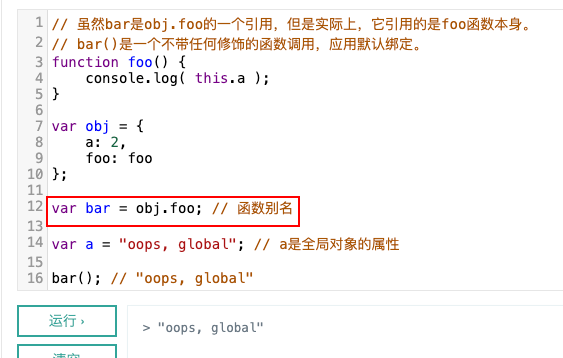 1 // 虽然bar是obj.foo的一个引用，但是实际上，它引用的是foo函数本身。
2 // bar()是一个不带任何修饰的函数调用，应用默认绑定。
3 function foo() {
4     console.log( this.a );
5 }
6
7 var obj = {
8     a: 2,
9     foo: foo
10 };
11
12 var bar = obj.foo; // 函数别名
13
14 var a = "oops, global"; // a是全局对象的属性
15
16 bar(); // "oops, global"
运行 ›
> "oops, global"
清空